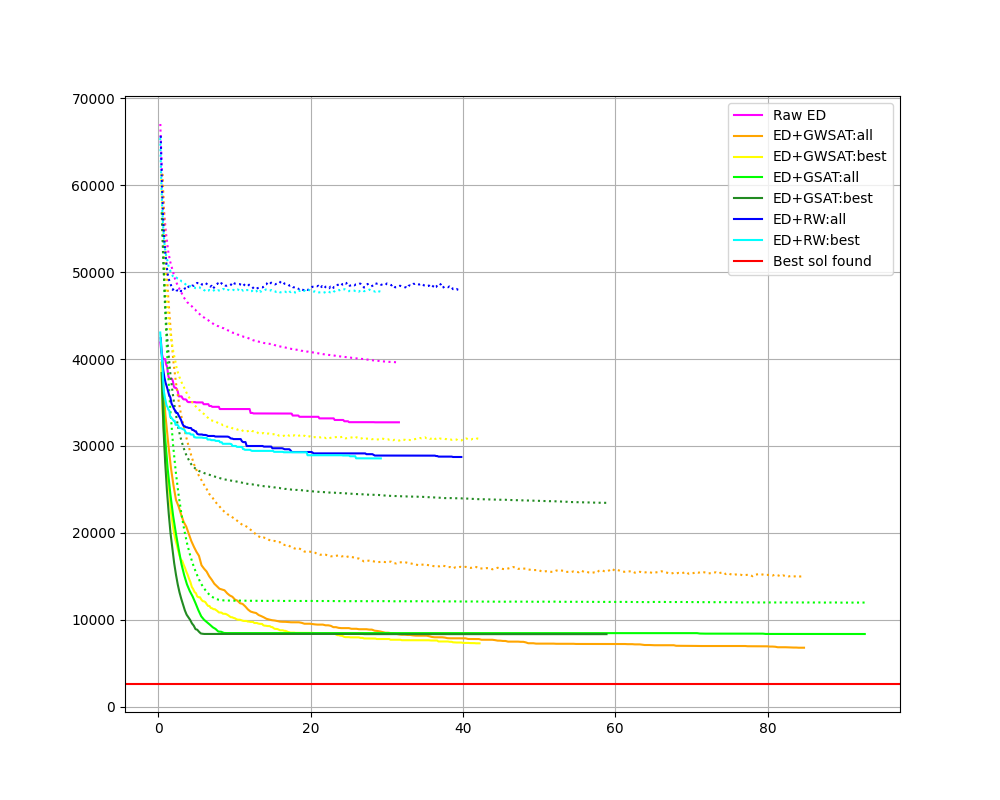 70000
60000
50000
40000
30000
20000
10000
0
0 20 40 60 80
Raw ED
ED+GWSAT:all
ED+GWSAT:best
ED+GSAT:all
ED+GSAT:best
ED+RW:all
ED+RW:best
Best sol found